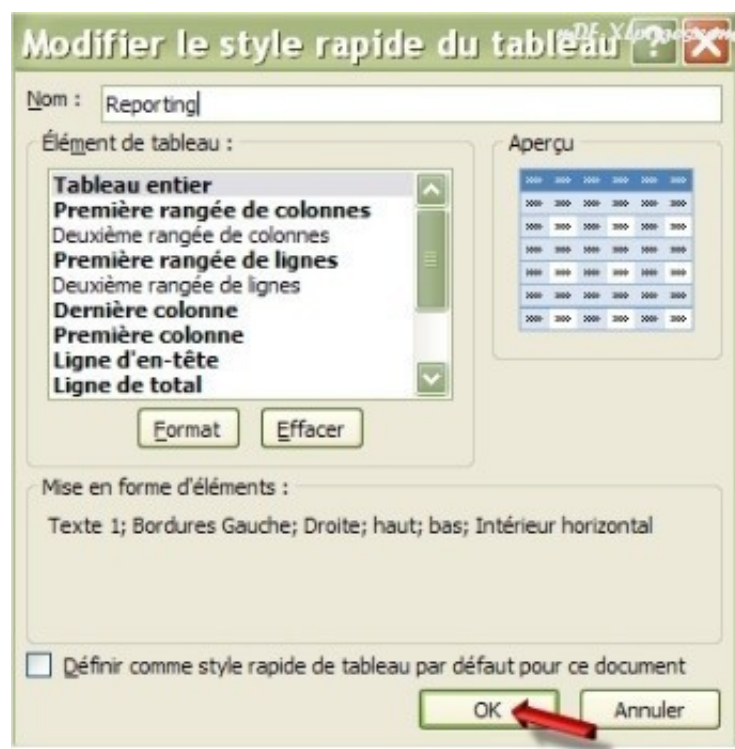 Modifier le style rapide du tableau
Nom : Reporting
Élément de tableau :
Aperçu
Tableau entier
Première rangée de colonnes
Deuxième rangée de colonnes
Première rangée de lignes
Deuxième rangée de lignes
Dernière colonne
Première colonne
Ligne d'en-tête
Ligne de total
Format Effacer
Mise en forme d'éléments :
Texte 1; Bordures Gauche; Droite; haut; bas; Intérieur horizontal
Définir comme style rapide de tableau par défaut pour ce document
OK Annuler